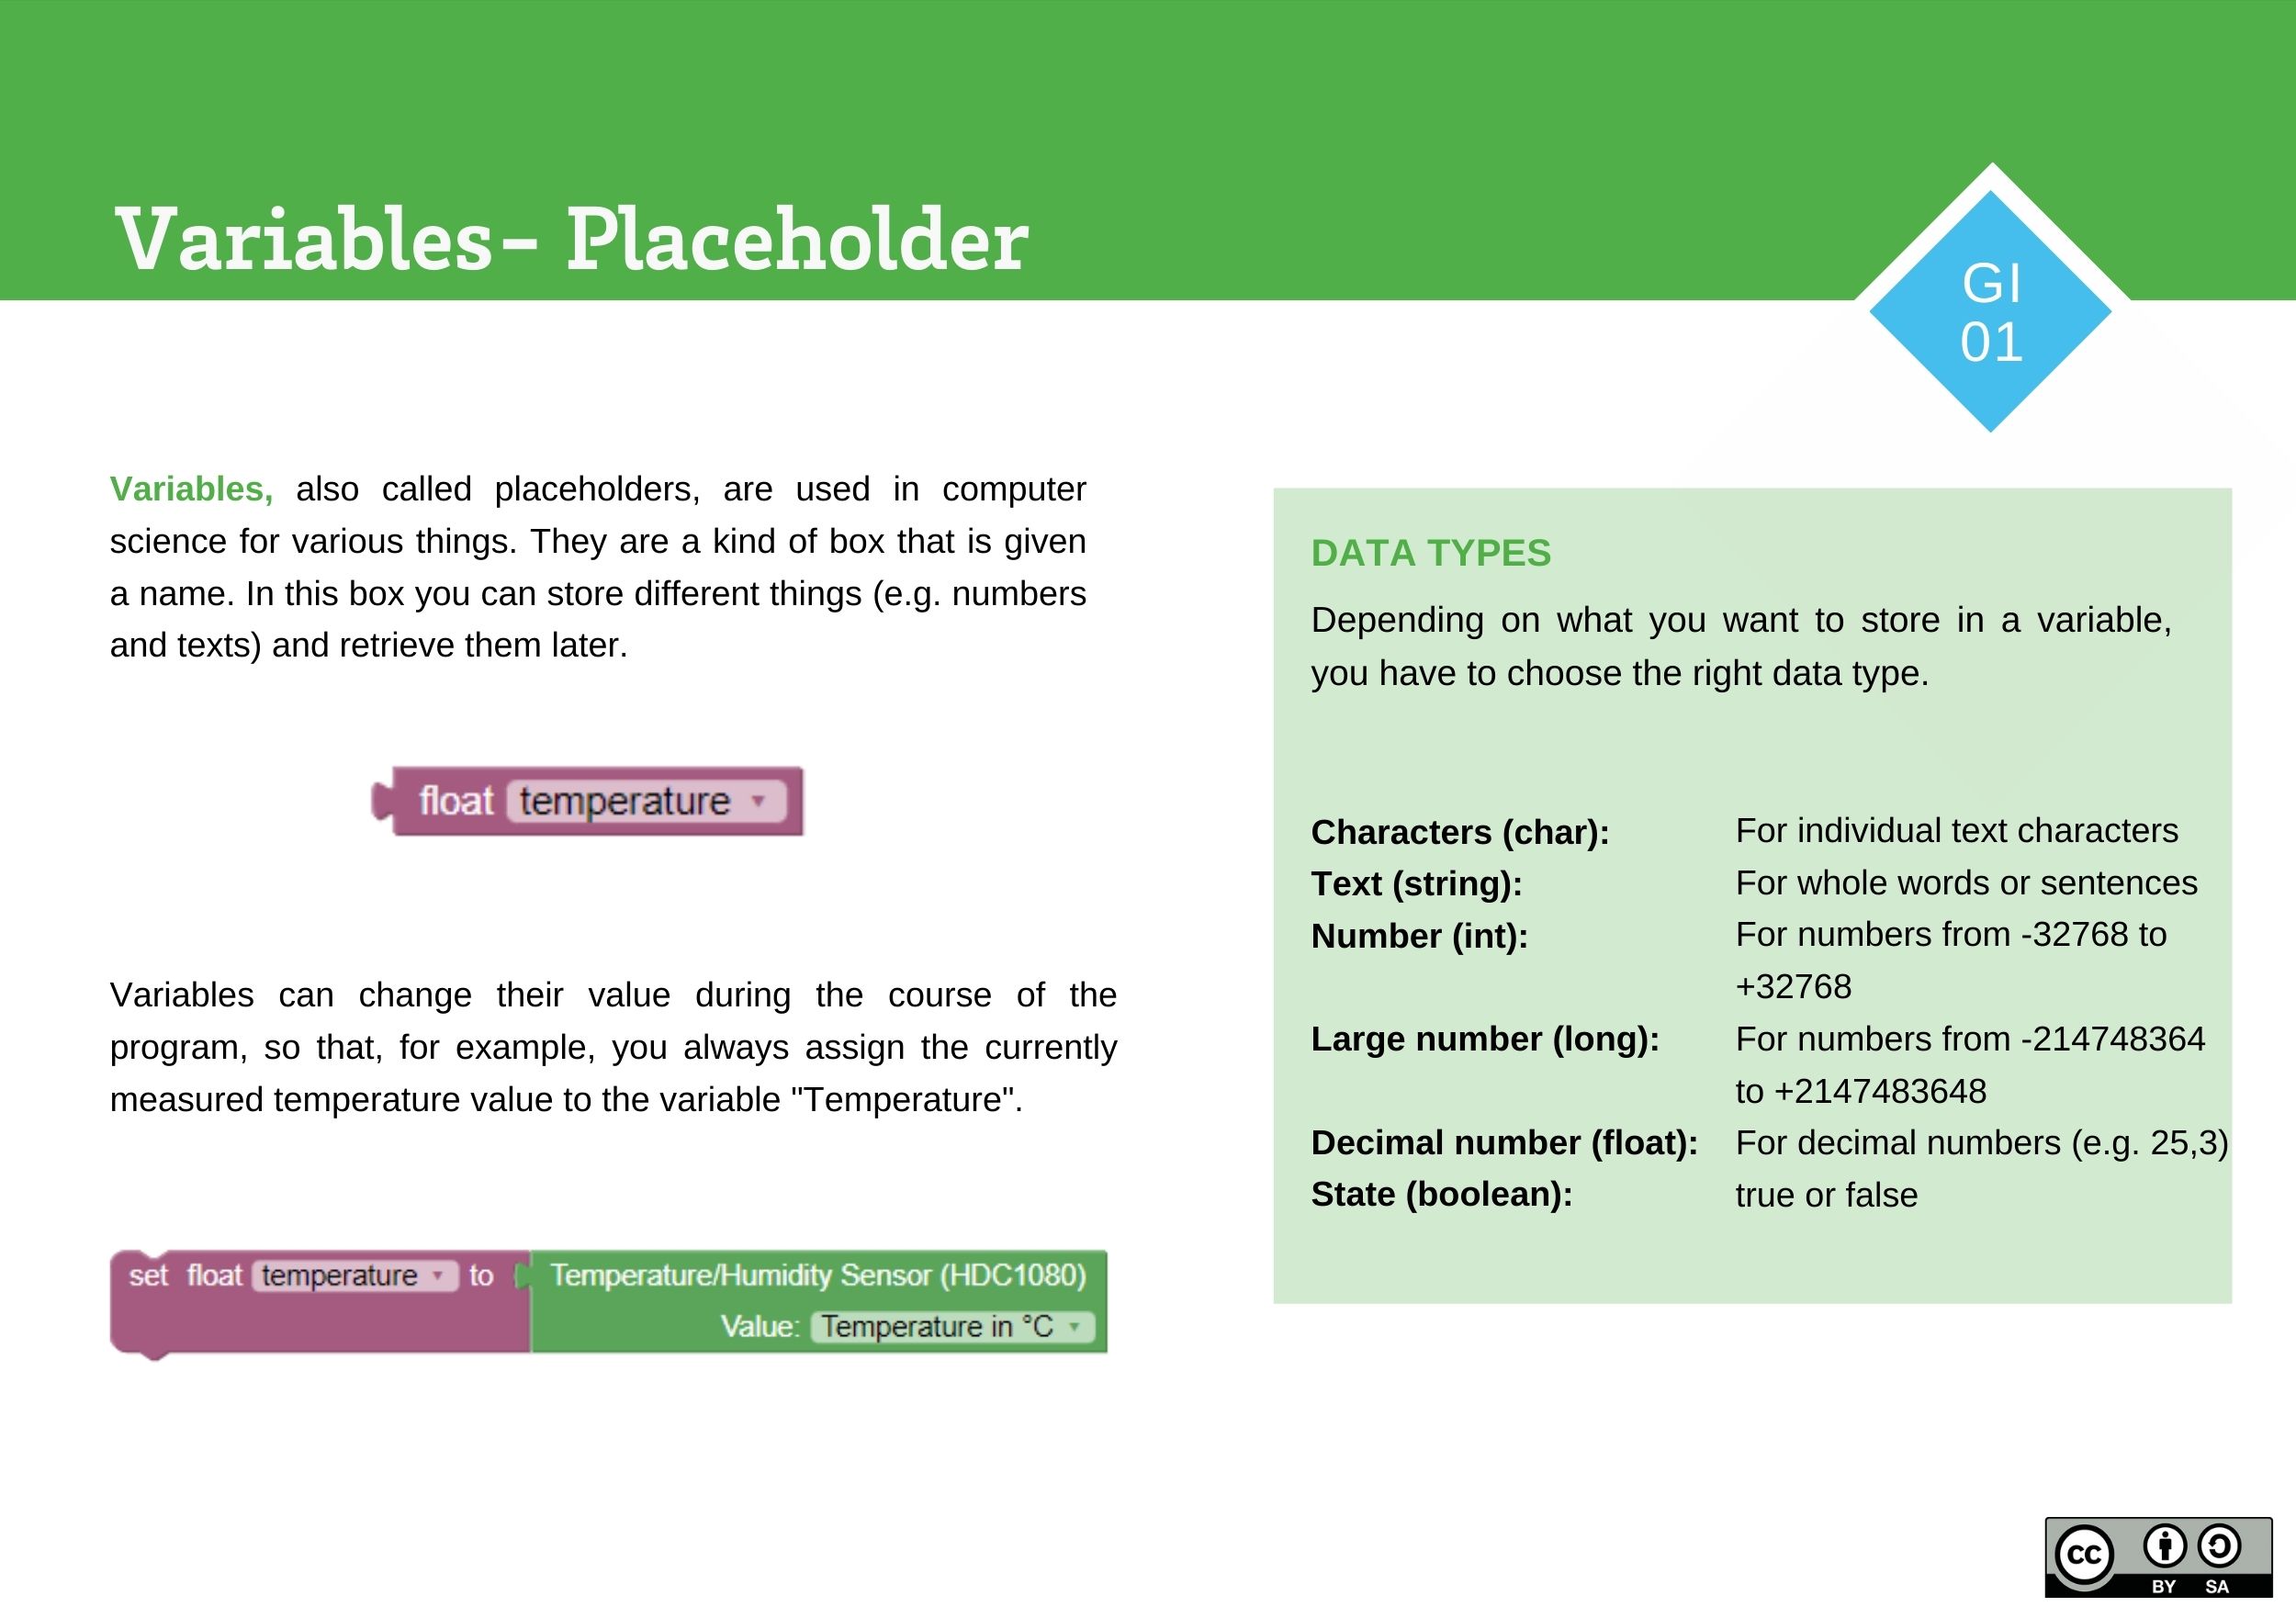 Variables- Placeholder
GI
01
Variables, also called placeholders, are used in computer
science for various things. They are a kind of box that is given
a name. In this box you can store different things (e.g. numbers
and texts) and retrieve them later.
float temperature
Variables can change their value during the course of the
program, so that, for example, you always assign the currently
measured temperature value to the variable "Temperature".
set float temperature to Temperature/Humidity Sensor (HDC1080)
Value: Temperature in °C
DATA TYPES
Depending on what you want to store in a variable,
you have to choose the right data type.
Characters (char): For individual text characters
Text (string): For whole words or sentences
Number (int): For numbers from -32768 to
+32768
Large number (long): For numbers from -214748364
to +2147483648
Decimal number (float): For decimal numbers (e.g. 25,3)
State (boolean): true or false
cc BY SA